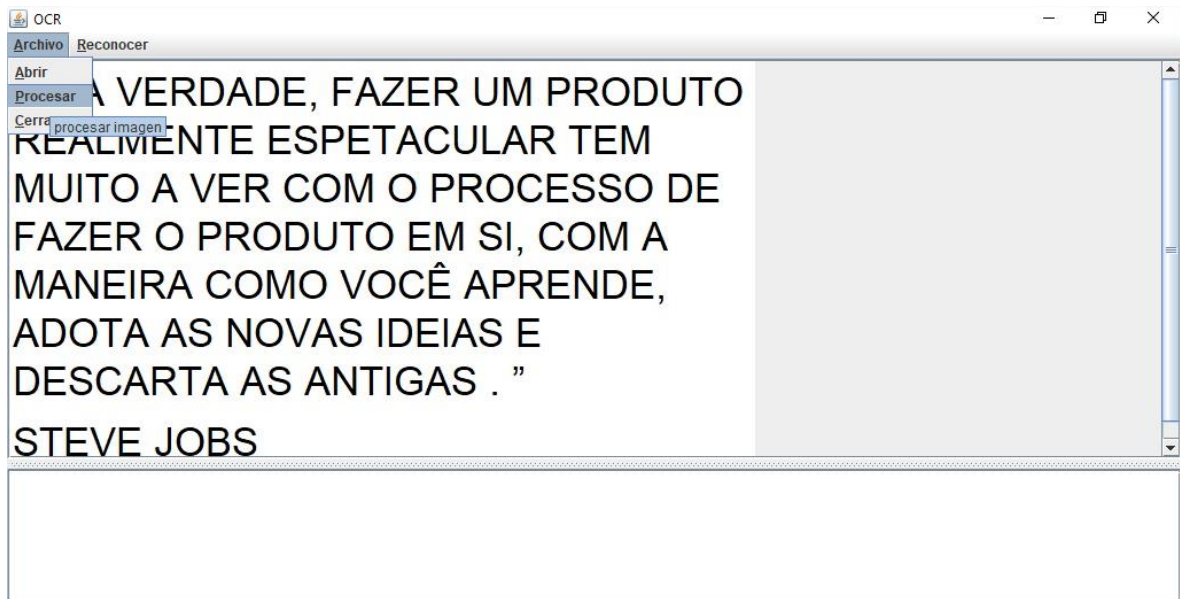 OCR
Archivo Reconocer
Abrir
Procesar
procesar imagen
A VERDADE, FAZER UM PRODUTO
REALMENTE ESPETACULAR TEM
MUITO A VER COM O PROCESSO DE
FAZER O PRODUTO EM SI, COM A
MANEIRA COMO VOCÊ APRENDE,
ADOTA AS NOVAS IDEIAS E
DESCARTA AS ANTIGAS . ”
STEVE JOBS